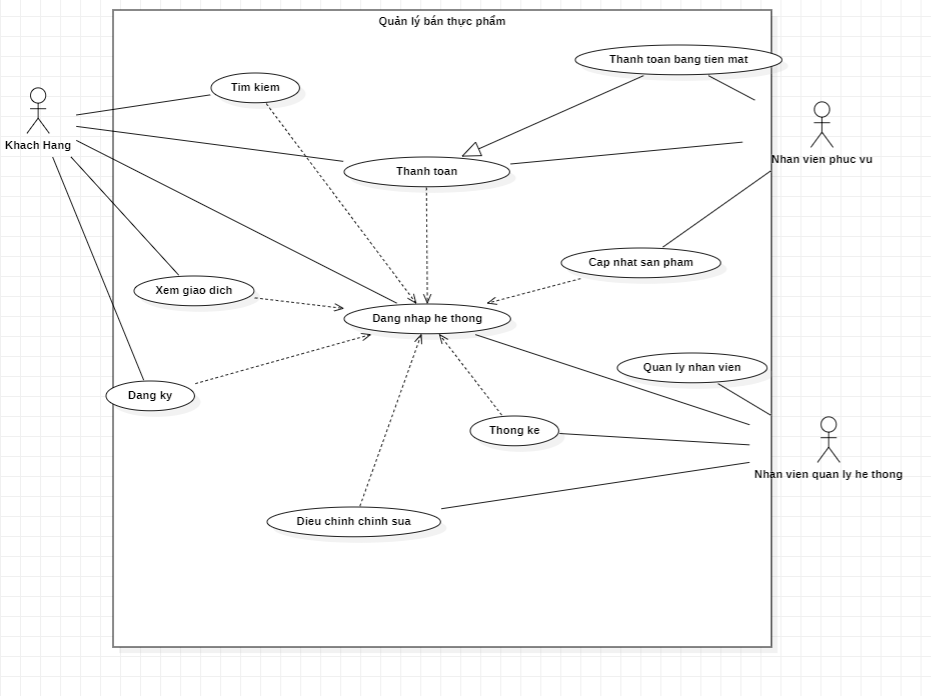 Quản lý bán thực phẩm
Thanh toan bang tien mat
Tim kiem
Khach Hang
Nhan vien phuc vu
Thanh toan
Cap nhat san pham
Xem giao dich
Dang nhap he thong
Quan ly nhan vien
Dang ky
Thong ke
Nhan vien quan ly he thong
Dieu chinh chinh sua